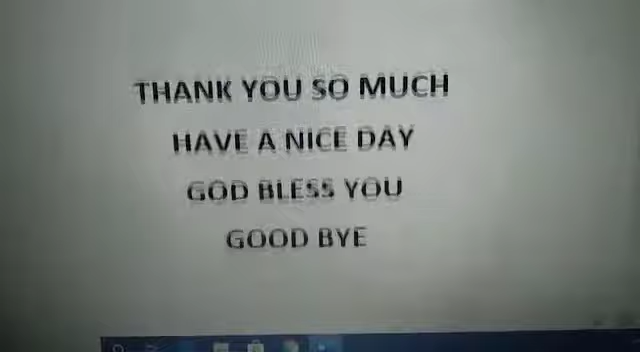 THANK YOU SO MUCH
HAVE A NICE DAY
GOD BLESS YOU
GOOD BYE